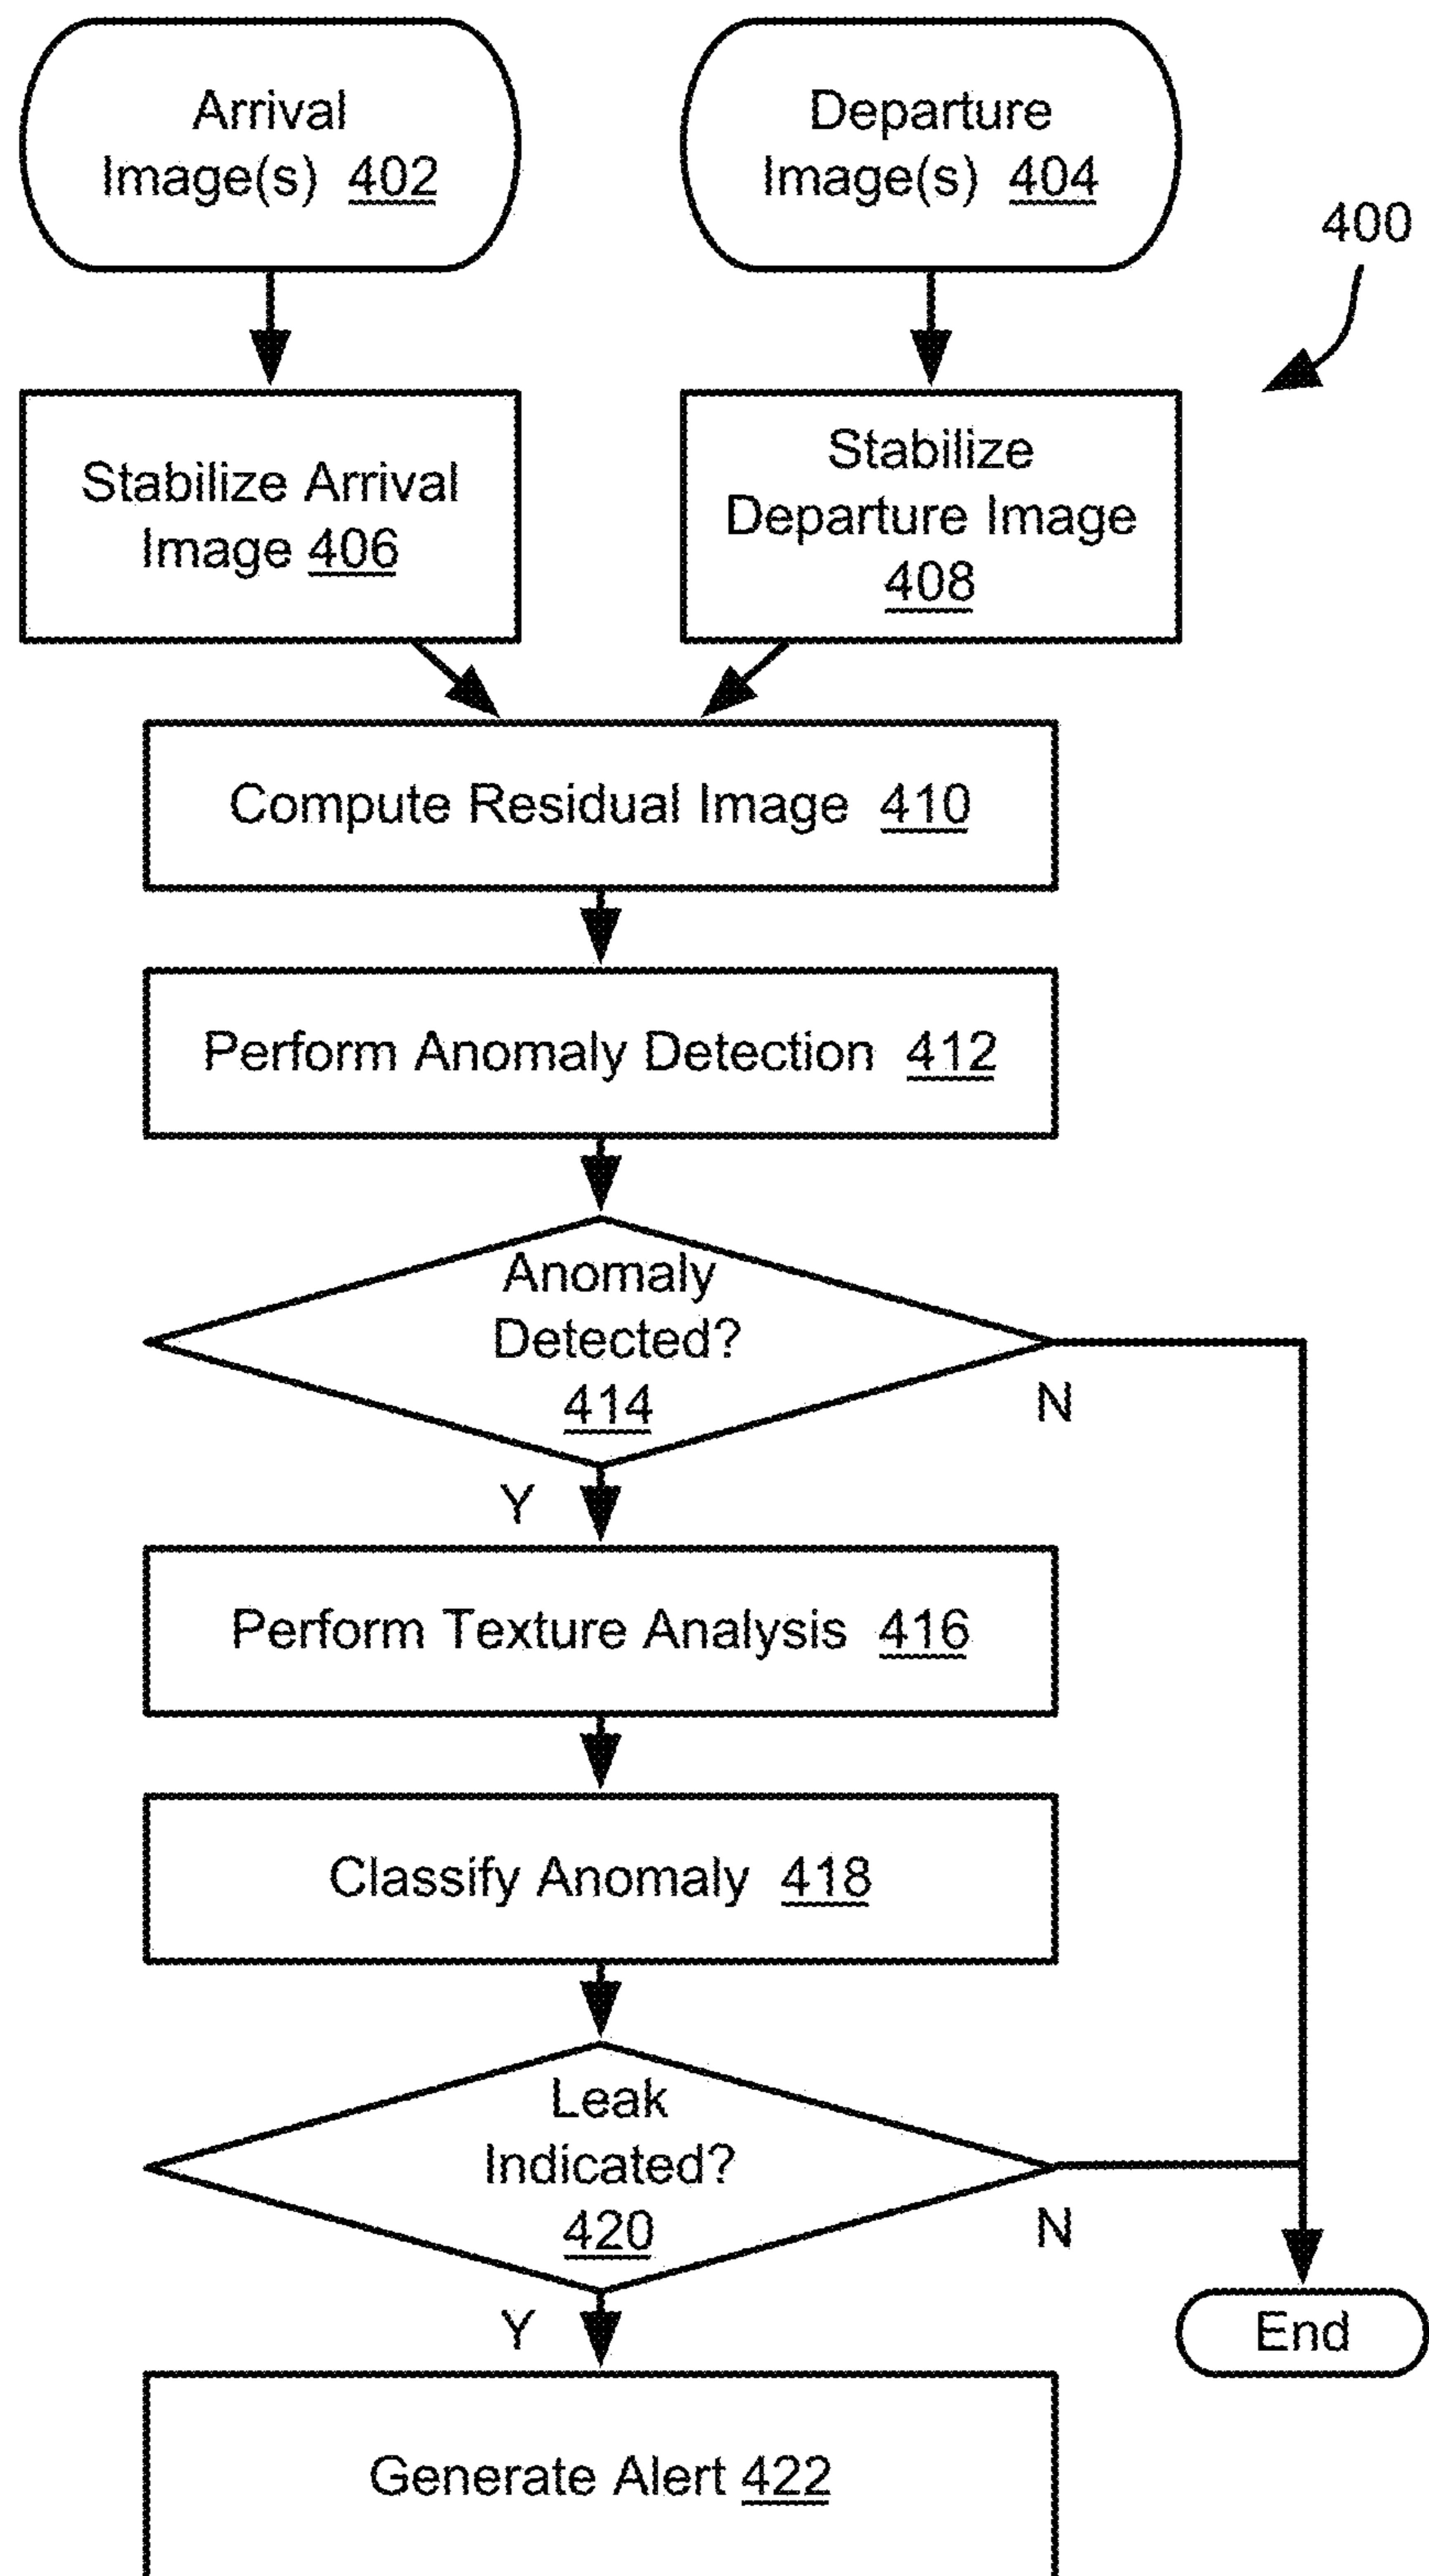 Arrival
Image(s) 402
Departure
Image(s) 404
400
Stabilize Arrival
Image 406
Stabilize
Departure Image
408
Compute Residual Image 410
Perform Anomaly Detection 412
Anomaly
Detected?
414
N
Y
Perform Texture Analysis 416
Classify Anomaly 418
Leak
Indicated?
420
N
Y
End
Generate Alert 422